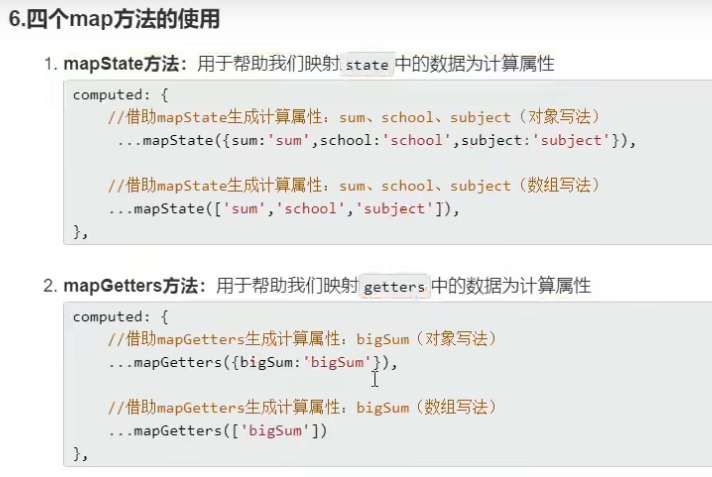 6.四个map方法的使用
1. mapState方法：用于帮助我们映射 state 中的数据为计算属性
computed: {
//借助mapState生成计算属性：sum、school、subject（对象写法）
...mapState({sum:'sum',school:'school',subject:'subject'}),
//借助mapState生成计算属性：sum、school、subject（数组写法）
...mapState(['sum','school','subject']),
},
2. mapGetters方法：用于帮助我们映射 getters 中的数据为计算属性
computed: {
//借助mapGetters生成计算属性：bigSum（对象写法）
...mapGetters({bigSum:'bigSum'}),
//借助mapGetters生成计算属性：bigSum（数组写法）
...mapGetters(['bigSum'])
},